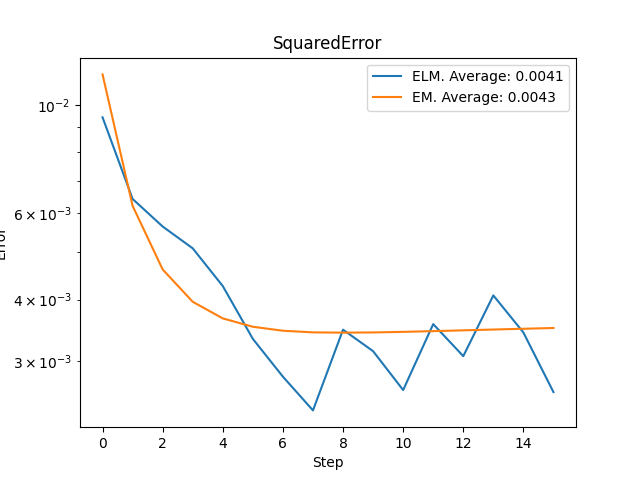 SquaredError
ELM. Average: 0.0041
EM. Average: 0.0043
10⁻²
6 × 10⁻³
4 × 10⁻³
3 × 10⁻³
Error
0 2 4 6 8 10 12 14
Step